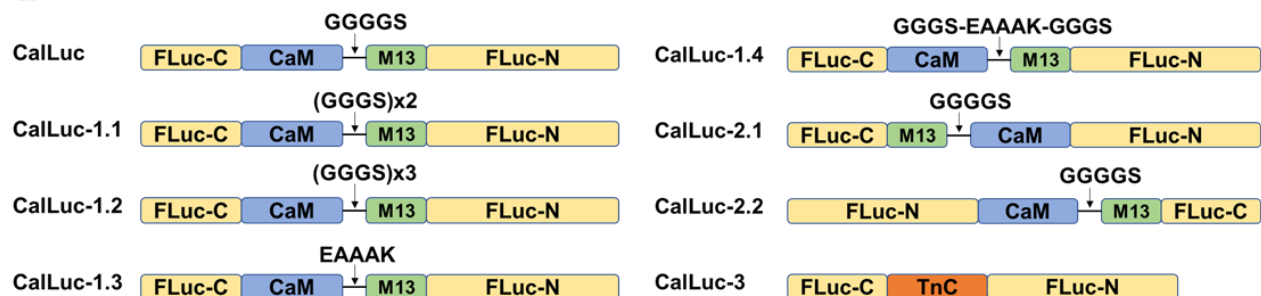 GGGGS
CalLuc FLuc-C CaM M13 FLuc-N
(GGGS)x2
CalLuc-1.1 FLuc-C CaM M13 FLuc-N
(GGGS)x3
CalLuc-1.2 FLuc-C CaM M13 FLuc-N
EAAAK
CalLuc-1.3 FLuc-C CaM M13 FLuc-N
GGGS-EAAAK-GGGS
CalLuc-1.4 FLuc-C CaM M13 FLuc-N
GGGGS
CalLuc-2.1 FLuc-C M13 CaM FLuc-N
GGGGS
CalLuc-2.2 FLuc-N CaM M13 FLuc-C
CalLuc-3 FLuc-C TnC FLuc-N